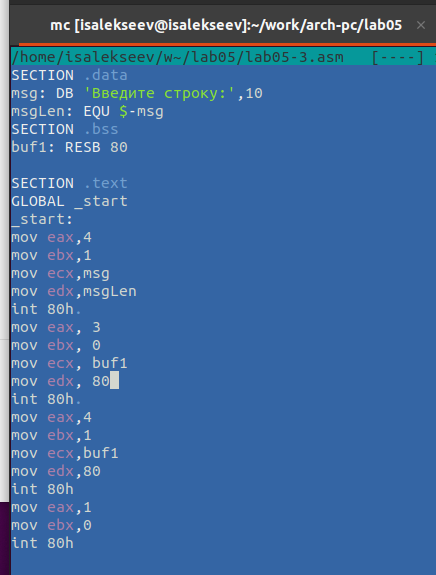 mc [isalekseev@isalekseev]:~/work/arch-pc/lab05
/home/isalekseev/w~/lab05/lab05-3.asm   [----]
SECTION .data
msg: DB 'Введите строку:',10
msgLen: EQU $-msg
SECTION .bss
buf1: RESB 80
SECTION .text
GLOBAL _start
_start:
mov eax,4
mov ebx,1
mov ecx,msg
mov edx,msgLen
int 80h.
mov eax, 3
mov ebx, 0
mov ecx, buf1
mov edx, 80
int 80h.
mov eax,4
mov ebx,1
mov ecx,buf1
mov edx,80
int 80h
mov eax,1
mov ebx,0
int 80h